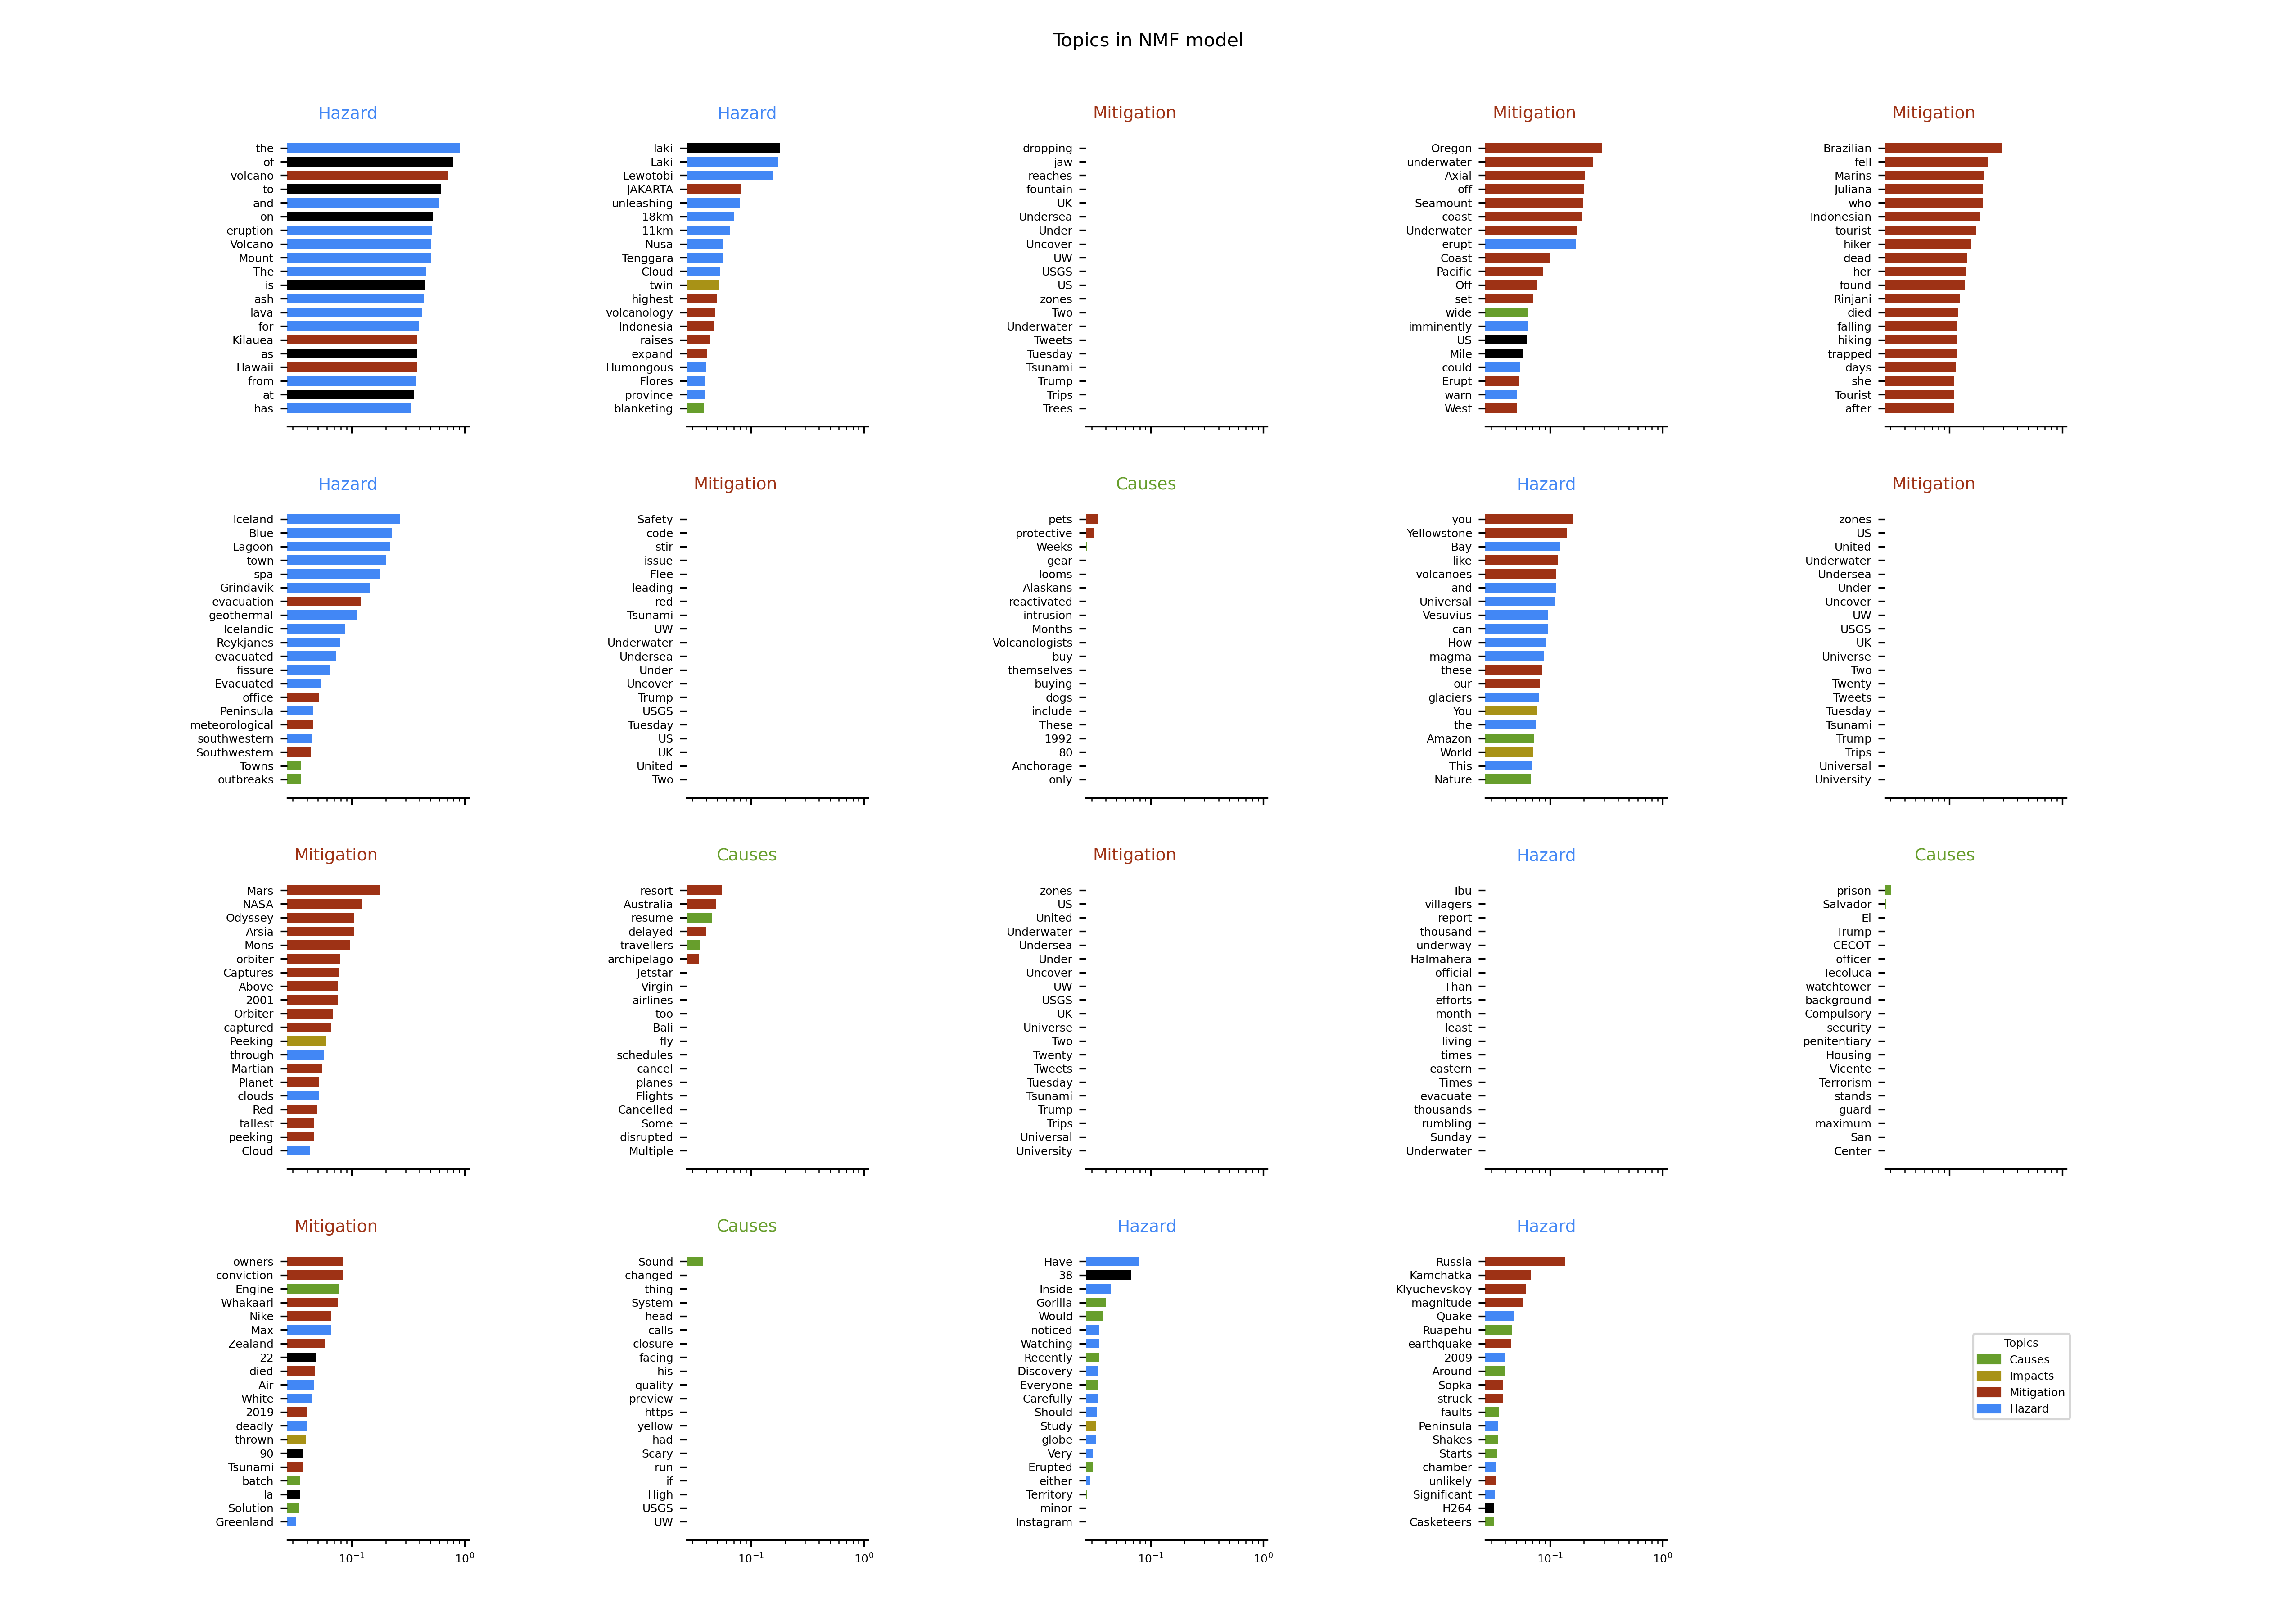 Topics in NMF model
Hazard
the
of
volcano
to
and
on
eruption
Volcano
Mount
The
is
ash
lava
for
Kilauea
as
Hawaii
from
at
has
Hazard
laki
Laki
Lewotobi
JAKARTA
unleashing
18km
11km
Nusa
Tenggara
Cloud
twin
highest
volcanology
Indonesia
raises
expand
Humongous
Flores
province
blanketing
Mitigation
dropping
jaw
reaches
fountain
UK
Undersea
Under
Uncover
UW
USGS
US
zones
Two
Underwater
Tweets
Tuesday
Tsunami
Trump
Trips
Trees
Mitigation
Oregon
underwater
Axial
off
Seamount
coast
Underwater
erupt
Coast
Pacific
Off
set
wide
imminently
US
Mile
could
Erupt
warn
West
Mitigation
Brazilian
fell
Marins
Juliana
who
Indonesian
tourist
hiker
dead
her
found
Rinjani
died
falling
hiking
trapped
days
she
Tourist
after
Hazard
Iceland
Blue
Lagoon
town
spa
Grindavik
evacuation
geothermal
Icelandic
Reykjanes
evacuated
fissure
Evacuated
office
Peninsula
meteorological
southwestern
Southwestern
Towns
outbreaks
Mitigation
Safety
code
stir
issue
Flee
leading
red
Tsunami
UW
Underwater
Undersea
Under
Uncover
Trump
USGS
Tuesday
US
UK
United
Two
Causes
pets
protective
Weeks
gear
looms
Alaskans
reactivated
intrusion
Months
Volcanologists
buy
themselves
buying
dogs
include
These
1992
80
Anchorage
only
Hazard
you
Yellowstone
Bay
like
volcanoes
and
Universal
Vesuvius
can
How
magma
these
our
glaciers
You
the
Amazon
World
This
Nature
Mitigation
zones
US
United
Underwater
Undersea
Under
Uncover
UW
USGS
UK
Universe
Two
Twenty
Tweets
Tuesday
Tsunami
Trump
Trips
Universal
University
Mitigation
Mars
NASA
Odyssey
Arsia
Mons
orbiter
Captures
Above
2001
Orbiter
captured
Peeking
through
Martian
Planet
clouds
Red
tallest
peeking
Cloud
Causes
resort
Australia
resume
delayed
travellers
archipelago
Jetstar
Virgin
airlines
too
Bali
fly
schedules
cancel
planes
Flights
Cancelled
Some
disrupted
Multiple
Mitigation
zones
US
United
Underwater
Undersea
Under
Uncover
UW
USGS
UK
Universe
Two
Twenty
Tweets
Tuesday
Tsunami
Trump
Trips
Universal
University
Hazard
Ibu
villagers
report
thousand
underway
Halmahera
official
Than
efforts
month
least
living
times
eastern
Times
evacuate
thousands
rumbling
Sunday
Underwater
Causes
prison
Salvador
El
Trump
CECOT
officer
Tecoluca
watchtower
background
Compulsory
security
penitentiary
Housing
Vicente
Terrorism
stands
guard
maximum
San
Center
Mitigation
owners
conviction
Engine
Whakaari
Nike
Max
Zealand
22
died
Air
White
2019
deadly
thrown
90
Tsunami
batch
la
Solution
Greenland
10⁻¹ 10⁰
Causes
Sound
changed
thing
System
head
calls
closure
facing
his
quality
preview
https
yellow
had
Scary
run
if
High
USGS
UW
10⁻¹ 10⁰
Hazard
Have
38
Inside
Gorilla
Would
noticed
Watching
Recently
Discovery
Everyone
Carefully
Should
Study
globe
Very
Erupted
either
Territory
minor
Instagram
10⁻¹ 10⁰
Hazard
Russia
Kamchatka
Klyuchevskoy
magnitude
Quake
Ruapehu
earthquake
2009
Around
Sopka
struck
faults
Peninsula
Shakes
Starts
chamber
unlikely
Significant
H264
Casketeers
10⁻¹ 10⁰
Topics
Causes
Impacts
Mitigation
Hazard